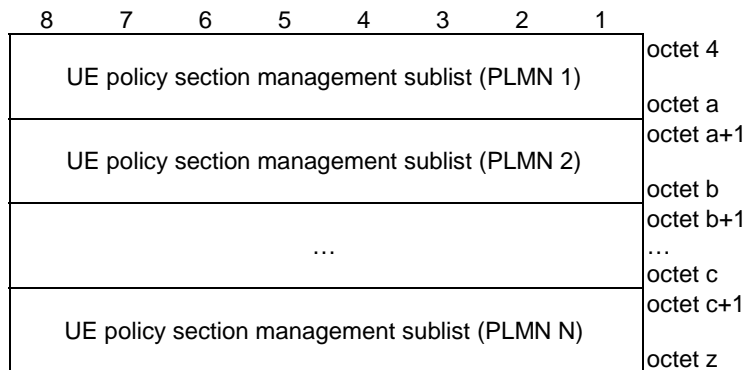 8 7 6 5 4 3 2 1
octet 4
UE policy section management sublist (PLMN 1)
octet a
octet a+1
UE policy section management sublist (PLMN 2)
octet b
octet b+1
… …
octet c
octet c+1
UE policy section management sublist (PLMN N)
octet z